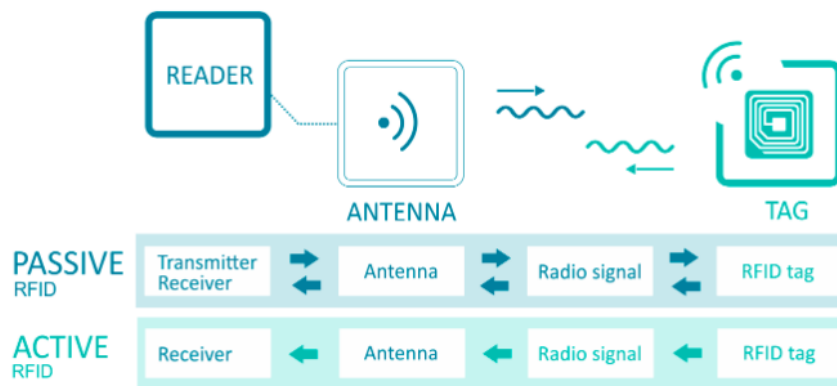 READER
ANTENNA
TAG
PASSIVE
RFID
Transmitter
Receiver
Antenna
Radio signal
RFID tag
ACTIVE
RFID
Receiver
Antenna
Radio signal
RFID tag